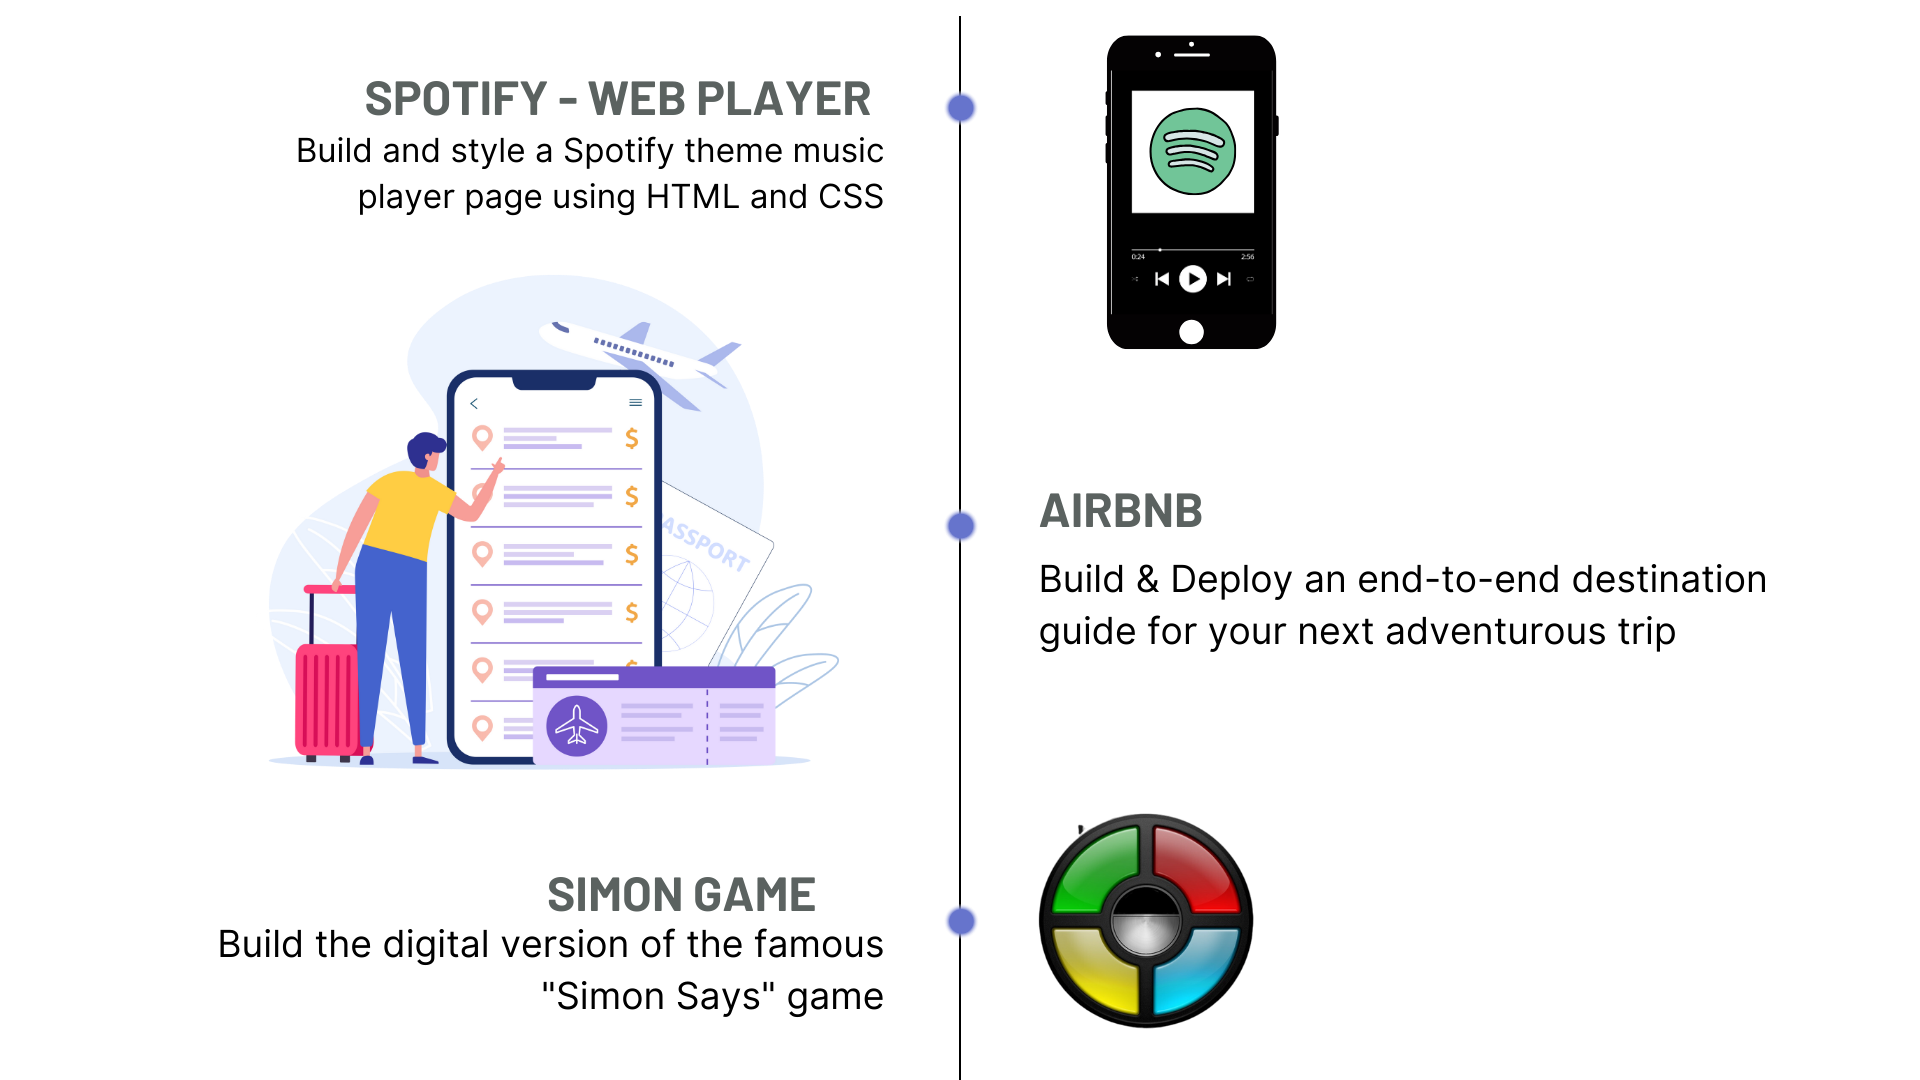 SPOTIFY - WEB PLAYER
Build and style a Spotify theme music
player page using HTML and CSS
0:24
2:56
$
$
$
$
$
ASSPORT
AIRBNB
Build & Deploy an end-to-end destination
guide for your next adventurous trip
SIMON GAME
Build the digital version of the famous
"Simon Says" game